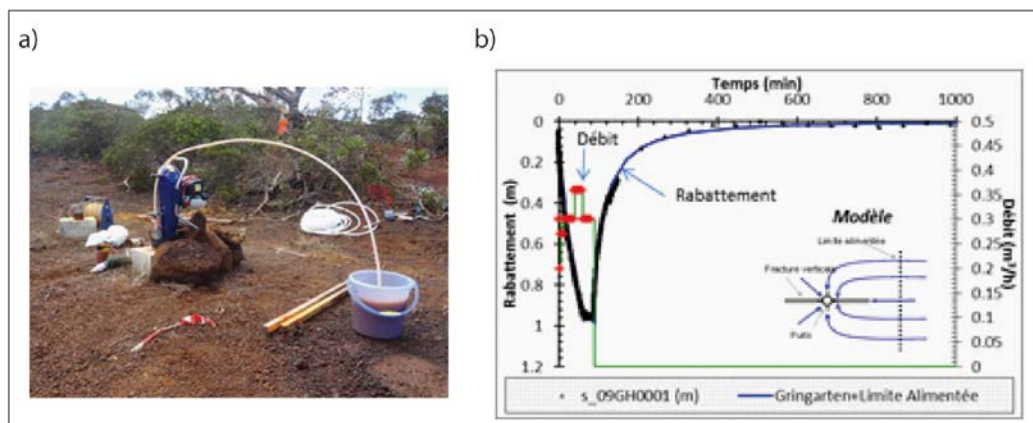 a)
b)
Temps (min)
0 200 400 600 800 1000
0
0.2
0.4
0.6
0.8
1
1.2
Rabattement (m)
0.5
0.45
0.4
0.35
0.3
0.25
0.2
0.15
0.1
0.05
0
Débit (m³/h)
Débit
Rabattement
Modèle
Limite alimentée
Fracture verticale
Puits
s_09GH0001 (m)
Gringarten+Limite Alimentée